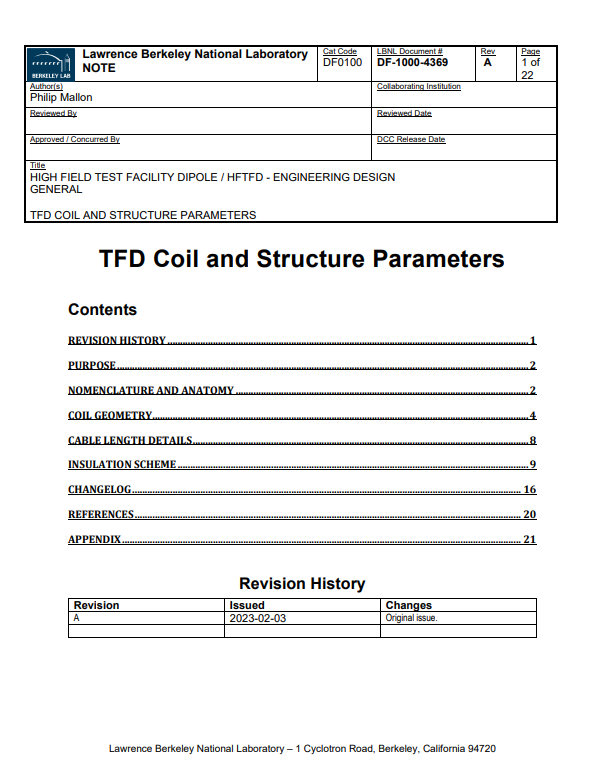 BERKELEY LAB
Lawrence Berkeley National Laboratory
NOTE
Cat Code
DF0100
LBNL Document #
DF-1000-4369
Rev
A
Page
1 of
22
Author(s)
Philip Mallon
Collaborating Institution
Reviewed By
Reviewed Date
Approved / Concurred By
DCC Release Date
Title
HIGH FIELD TEST FACILITY DIPOLE / HFTFD - ENGINEERING DESIGN
GENERAL
TFD COIL AND STRUCTURE PARAMETERS
TFD Coil and Structure Parameters
Contents
REVISION HISTORY 1
PURPOSE 2
NOMENCLATURE AND ANATOMY 2
COIL GEOMETRY 4
CABLE LENGTH DETAILS 8
INSULATION SCHEME 9
CHANGELOG 16
REFERENCES 20
APPENDIX 21
Revision History
Revision Issued Changes
A 2023-02-03 Original issue.
Lawrence Berkeley National Laboratory – 1 Cyclotron Road, Berkeley, California 94720